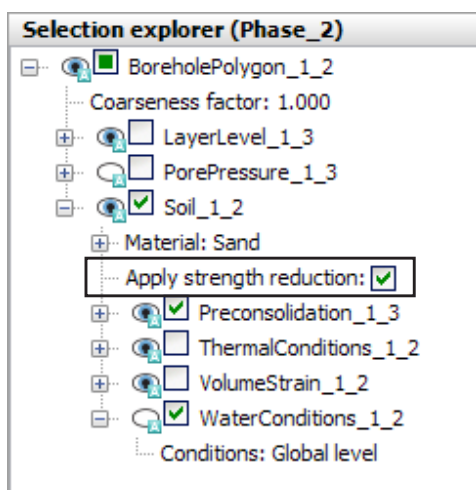 Selection explorer (Phase_2)
BoreholePolygon_1_2
Coarseness factor: 1.000
LayerLevel_1_3
PorePressure_1_3
Soil_1_2
Material: Sand
Apply strength reduction:
Preconsolidation_1_3
ThermalConditions_1_2
VolumeStrain_1_2
WaterConditions_1_2
Conditions: Global level